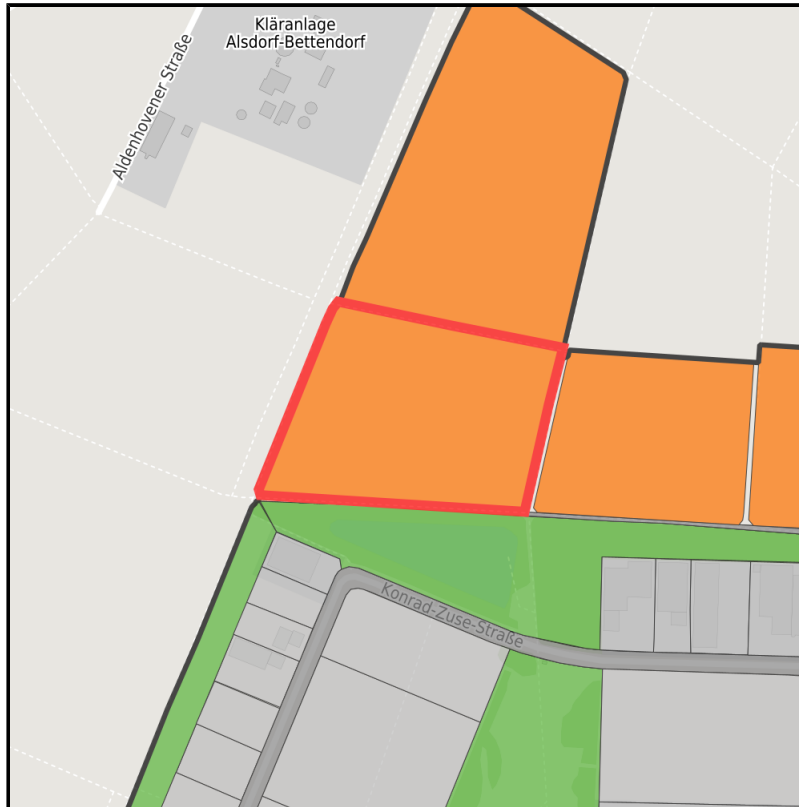 Kläranlage
Alsdorf-Bettendorf
Aldenhovener Straße
Konrad-Zuse-Straße